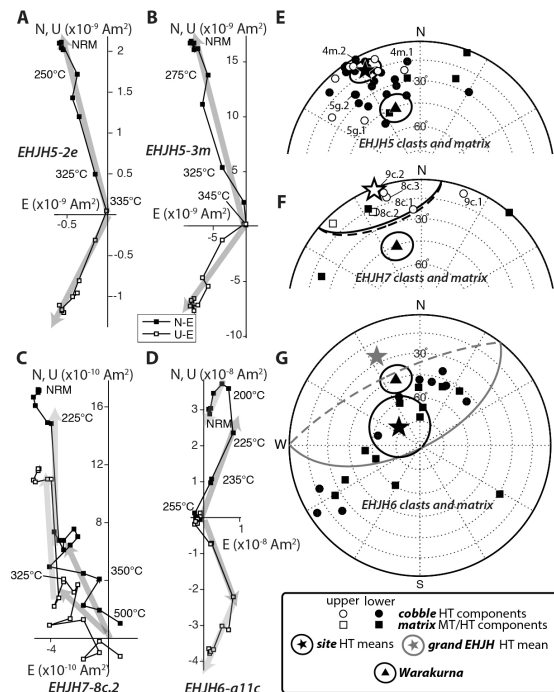 A
N, U (x10-9 Am2)
NRM
2
250°C
1.5
1
EHJH5-2e
325°C
0.5
E (x10-9 Am2)
335°C
-0.5
-0.5
-1
B
N, U (x10-9 Am2)
NRM
15
275°C
10
EHJH5-3m
325°C
E (x10-9 Am2)
345°C
-5
-5
-10
N-E
U-E
C
N, U (x10-10 Am2)
16
225°C
12
8
325°C
350°C
500°C
-4
E (x10-10 Am2)
EHJH7-8c.2
D
N, U (x10-8 Am2)
3
200°C
NRM
225°C
2
235°C
1
255°C
1
E (x10-8 Am2)
-1
-2
-3
-4
EHJH6-g11c
E
N
4m.2
4m.1
30°
5g.2
5g.1
60°
EHJH5 clasts and matrix
F
N
9c.2
8c.3
8c.1
9c.1
8c.2
30°
60°
EHJH7 clasts and matrix
G
N
30°
60°
W
EHJH6 clasts and matrix
S
upper lower
cobble HT components
matrix MT/HT components
site HT means
grand EHJH HT mean
Warakurna